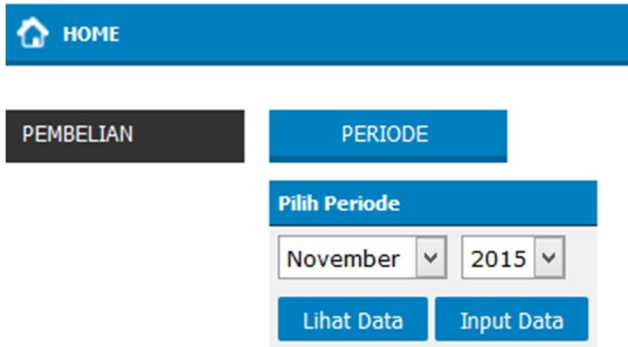 HOME
PEMBELIAN
PERIODE
Pilih Periode
November 2015
Lihat Data Input Data